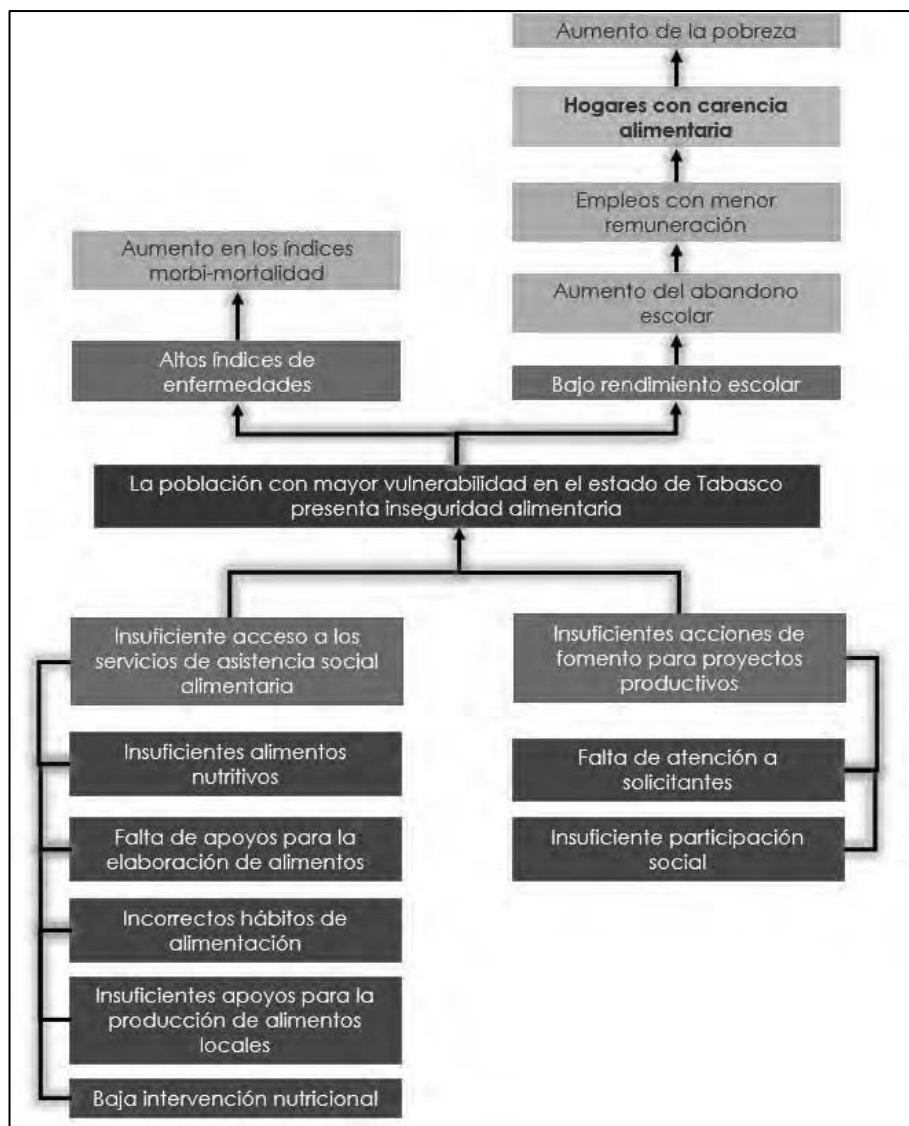 Aumento de la pobreza
Hogares con carencia
alimentaria
Empleos con menor
remuneración
Aumento en los índices
morbi-mortalidad
Aumento del abandono
escolar
Altos índices de
enfermedades
Bajo rendimiento escolar
La población con mayor vulnerabilidad en el estado de Tabasco
presenta inseguridad alimentaria
Insuficiente acceso a los
servicios de asistencia social
alimentaria
Insuficientes acciones de
fomento para proyectos
productivos
Insuficientes alimentos
nutritivos
Falta de atención a
solicitantes
Falta de apoyos para la
elaboración de alimentos
Insuficiente participación
social
Incorrectos hábitos de
alimentación
Insuficientes apoyos para la
producción de alimentos
locales
Baja intervención nutricional